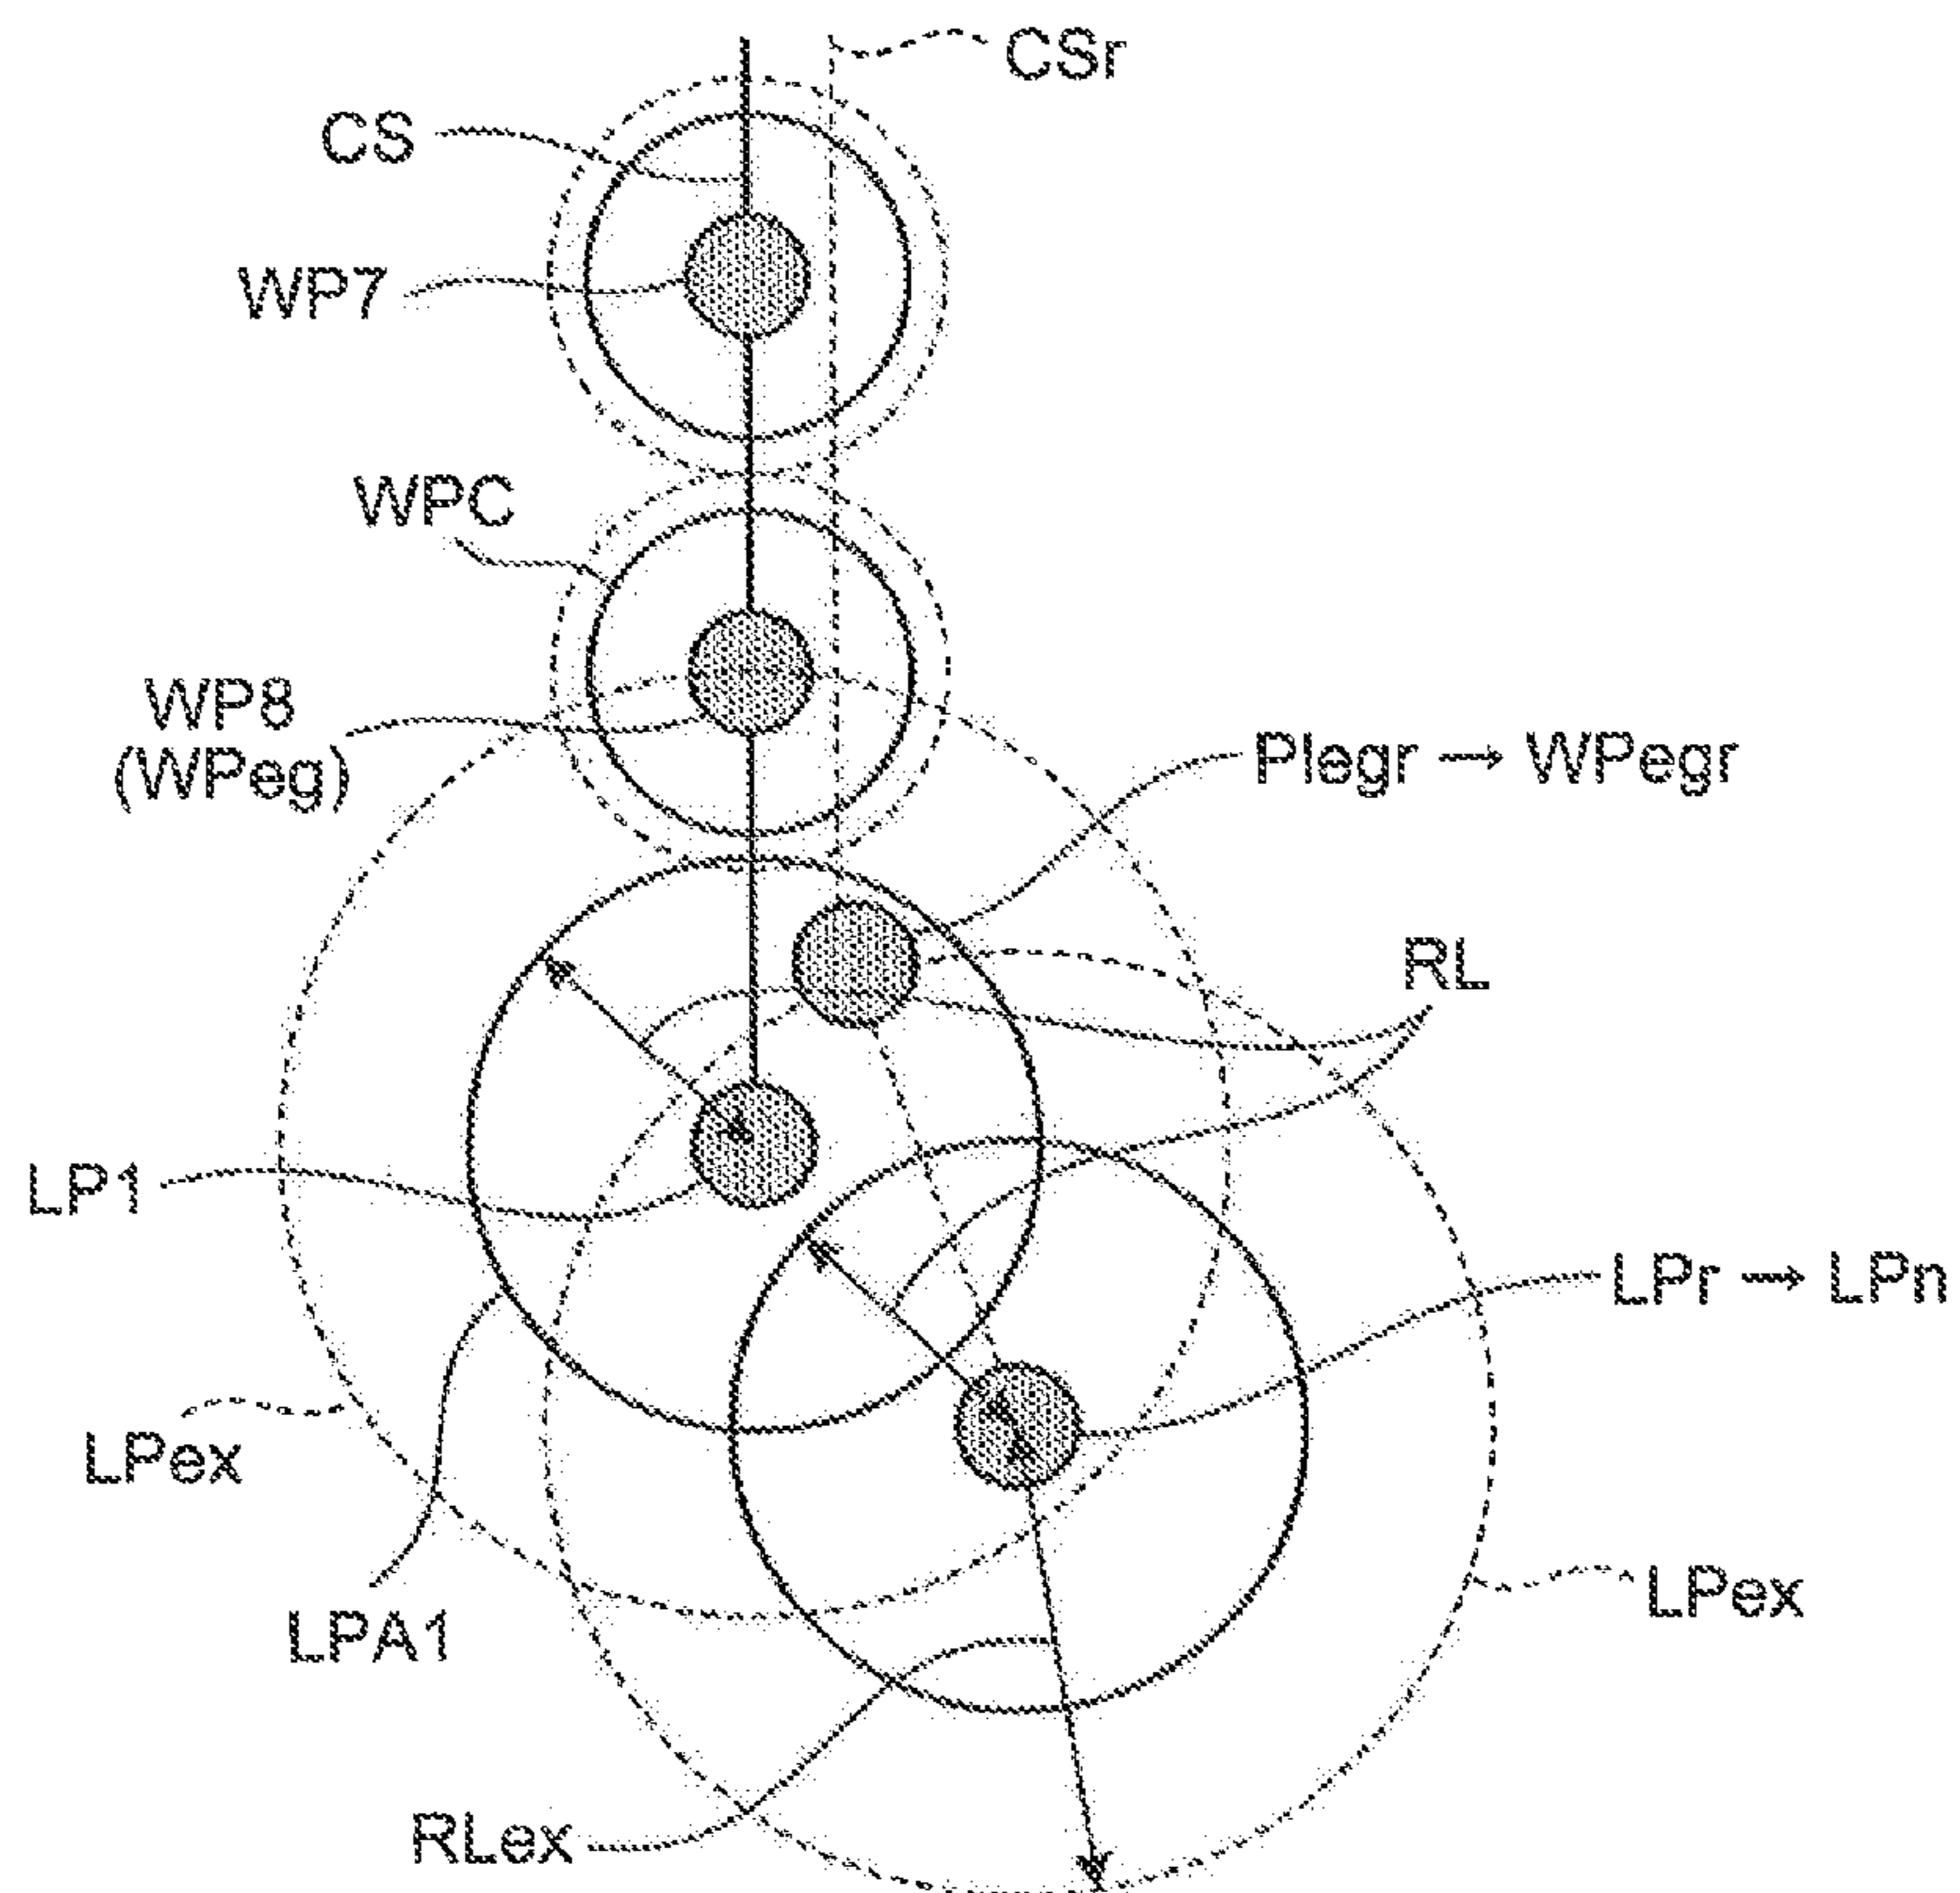 CSr
CS
WP7
WPC
WP8
(WPeg)
Plegr → WPegr
RL
LP1
LPr → LPn
LPex
LPex
LPA1
RLex